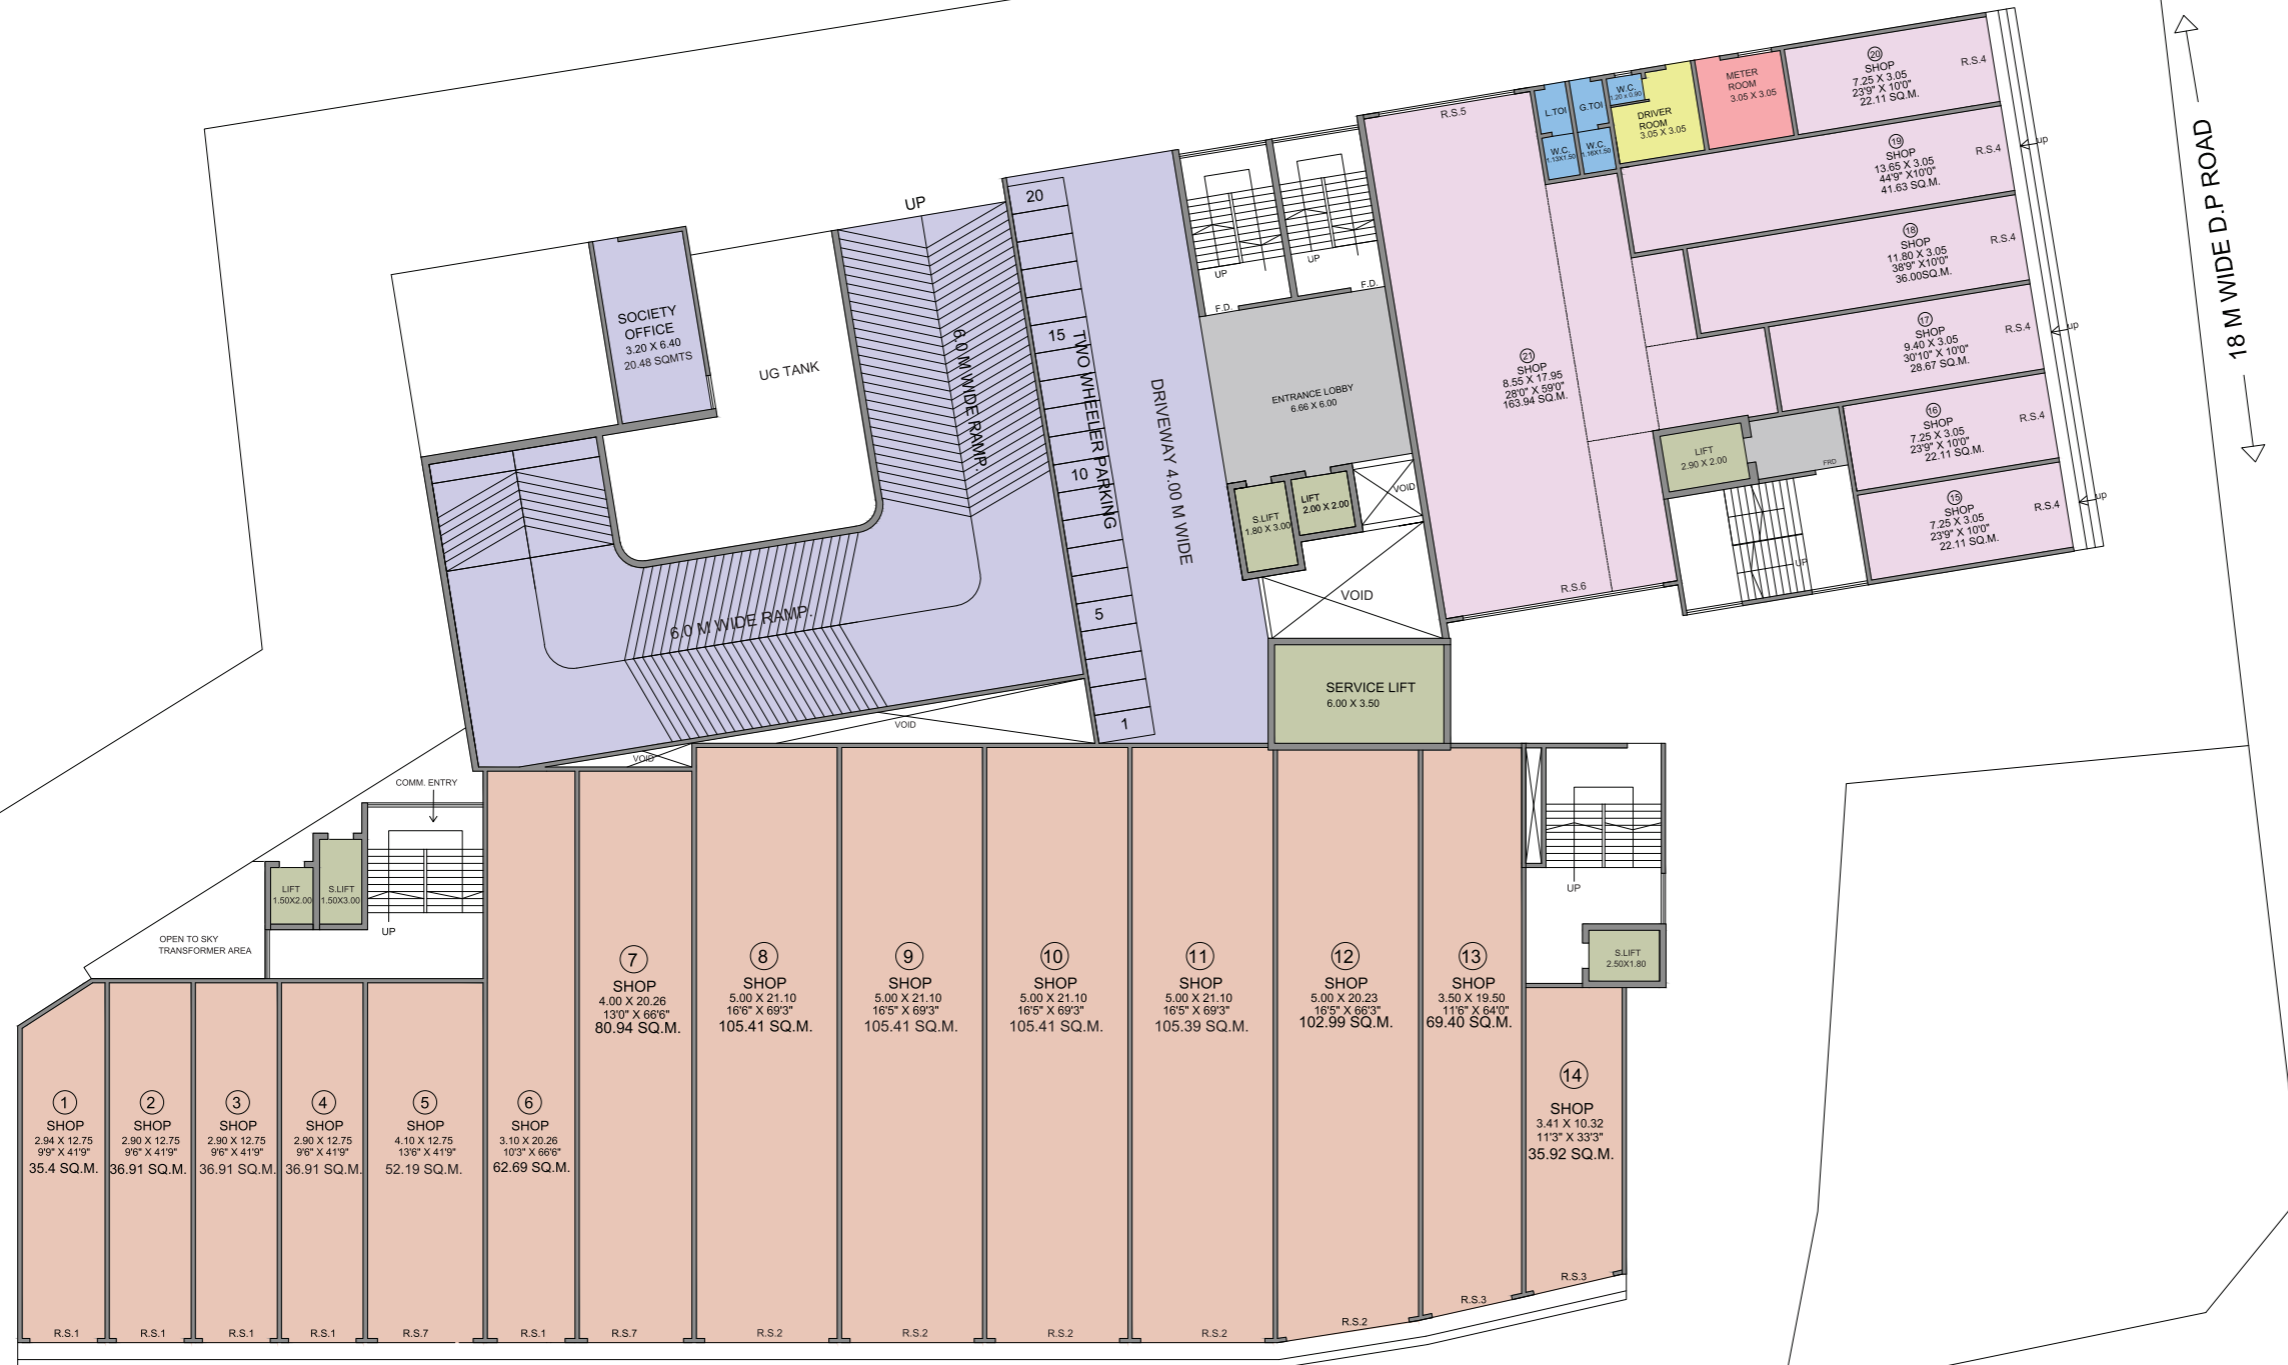 20
SHOP
7.25 X 3.05
23'9" X 10'0"
22.11 SQ.M.
R.S.4
METER
ROOM
3.05 X 3.05
W.C.
1.20 x 0.90
DRIVER
ROOM
3.05 X 3.05
L.TOI
G.TOI
W.C.
1.13X1.50
W.C.
1.16X1.50
R.S.5
19
SHOP
13.65 X 3.05
44'9" X10'0"
41.63 SQ.M.
R.S.4
up
18 M WIDE D.P ROAD
18
SHOP
11.80 X 3.05
38'9" X10'0"
36.00SQ.M.
R.S.4
17
SHOP
9.40 X 3.05
30'10" X 10'0"
28.67 SQ.M.
R.S.4
up
16
SHOP
7.25 X 3.05
23'9" X 10'0"
22.11 SQ.M.
R.S.4
15
SHOP
7.25 X 3.05
23'9" X 10'0"
22.11 SQ.M.
R.S.4
up
21
SHOP
8.55 X 17.95
28'0" X 59'0"
163.94 SQ.M.
R.S.6
LIFT
2.90 X 2.00
FRD
UP
UP
UP
F.D.
F.D.
ENTRANCE LOBBY
6.66 X 6.00
S.LIFT
1.80 X 3.00
LIFT
2.00 X 2.00
VOID
VOID
SERVICE LIFT
6.00 X 3.50
UP
20
15
10
5
1
TWO WHEELER PARKING
DRIVEWAY 4.00 M WIDE
6.0 M WIDE RAMP.
6.0 M WIDE RAMP.
SOCIETY
OFFICE
3.20 X 6.40
20.48 SQMTS
UG TANK
VOID
VOID
COMM. ENTRY
LIFT
1.50X2.00
S.LIFT
1.50X3.00
UP
OPEN TO SKY
TRANSFORMER AREA
UP
S.LIFT
2.50X1.80
1
SHOP
2.94 X 12.75
9'9" X 41'9"
35.4 SQ.M.
R.S.1
2
SHOP
2.90 X 12.75
9'6" X 41'9"
36.91 SQ.M.
R.S.1
3
SHOP
2.90 X 12.75
9'6" X 41'9"
36.91 SQ.M.
R.S.1
4
SHOP
2.90 X 12.75
9'6" X 41'9"
36.91 SQ.M.
R.S.1
5
SHOP
4.10 X 12.75
13'6" X 41'9"
52.19 SQ.M.
R.S.7
6
SHOP
3.10 X 20.26
10'3" X 66'6"
62.69 SQ.M.
R.S.1
7
SHOP
4.00 X 20.26
13'0" X 66'6"
80.94 SQ.M.
R.S.7
8
SHOP
5.00 X 21.10
16'6" X 69'3"
105.41 SQ.M.
R.S.2
9
SHOP
5.00 X 21.10
16'5" X 69'3"
105.41 SQ.M.
R.S.2
10
SHOP
5.00 X 21.10
16'5" X 69'3"
105.41 SQ.M.
R.S.2
11
SHOP
5.00 X 21.10
16'5" X 69'3"
105.39 SQ.M.
R.S.2
12
SHOP
5.00 X 20.23
16'5" X 66'3"
102.99 SQ.M.
R.S.2
13
SHOP
3.50 X 19.50
11'6" X 64'0"
69.40 SQ.M.
R.S.3
14
SHOP
3.41 X 10.32
11'3" X 33'3"
35.92 SQ.M.
R.S.3